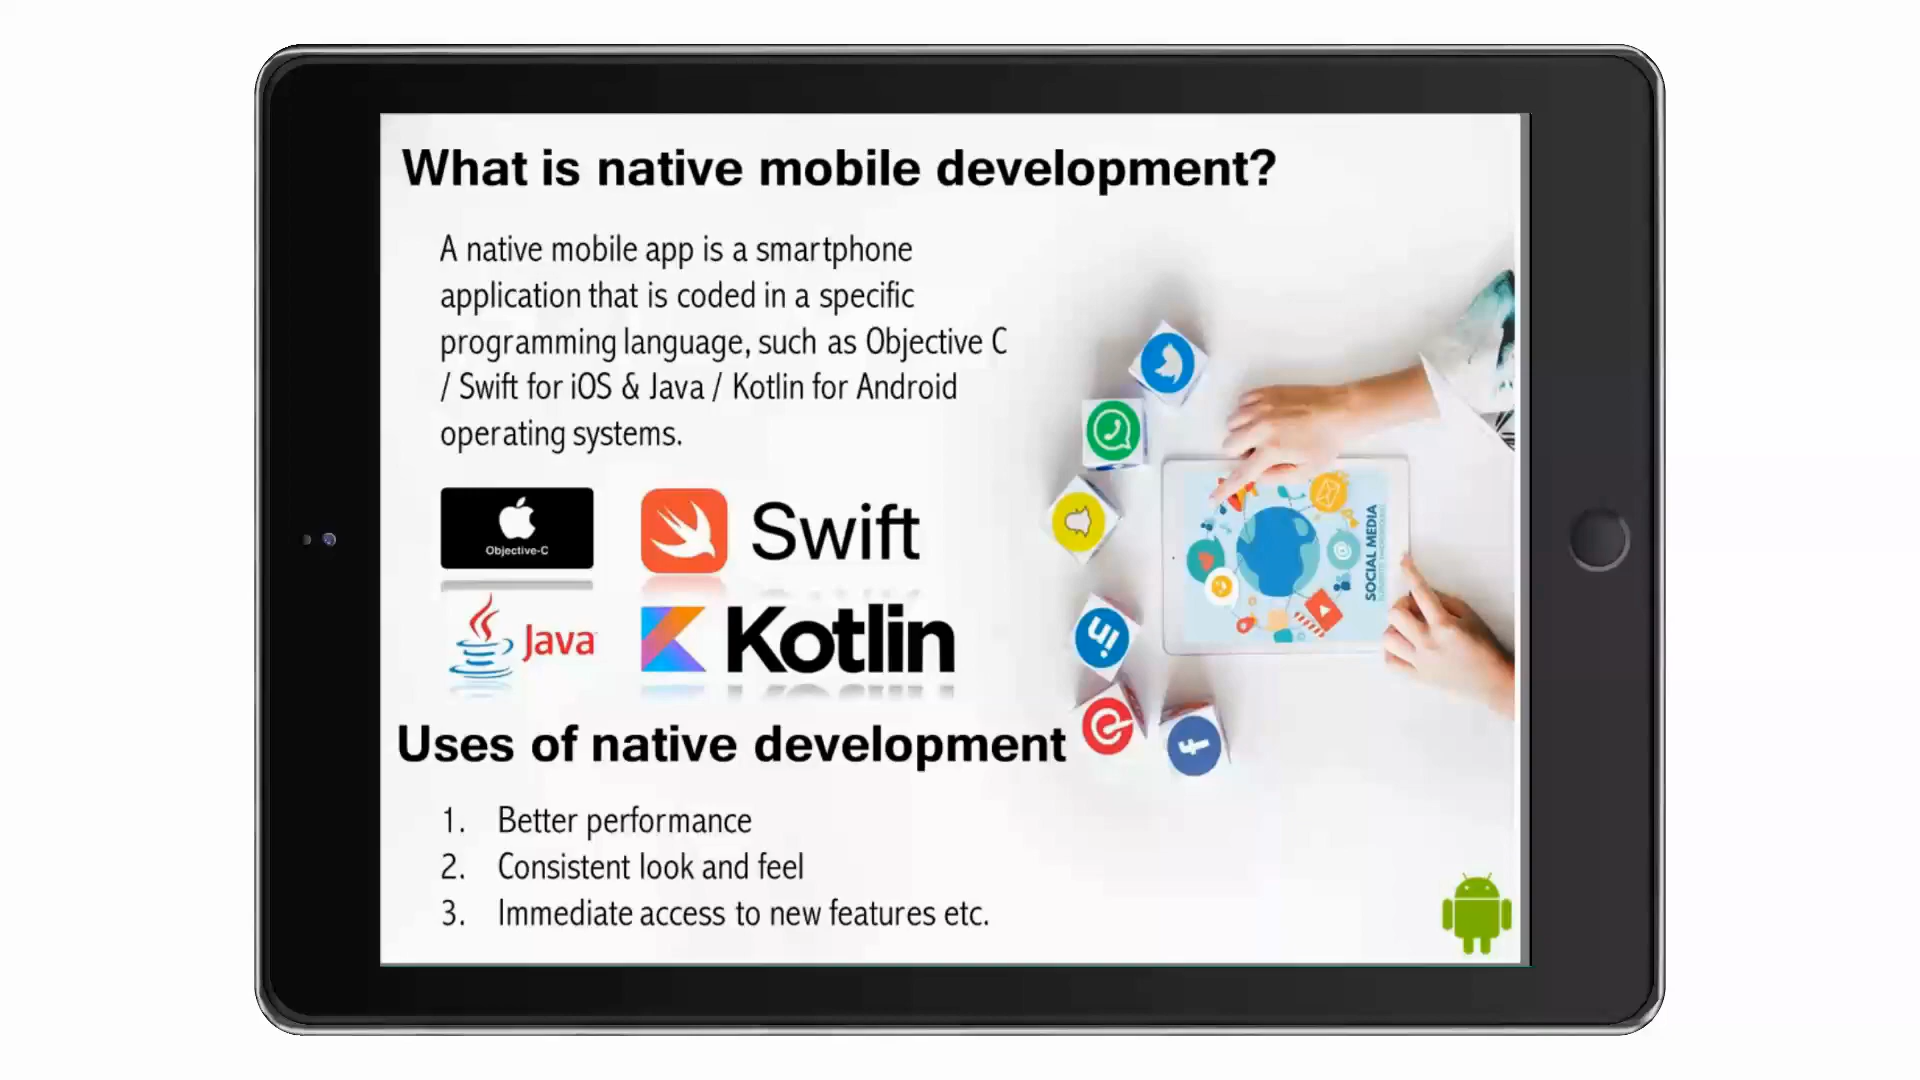 What is native mobile development?
A native mobile app is a smartphone
application that is coded in a specific
programming language, such as Objective C
/ Swift for iOS & Java / Kotlin for Android
operating systems.
Objective-C
Swift
Java
Kotlin
SOCIAL MEDIA
Uses of native development
1. Better performance
2. Consistent look and feel
3. Immediate access to new features etc.